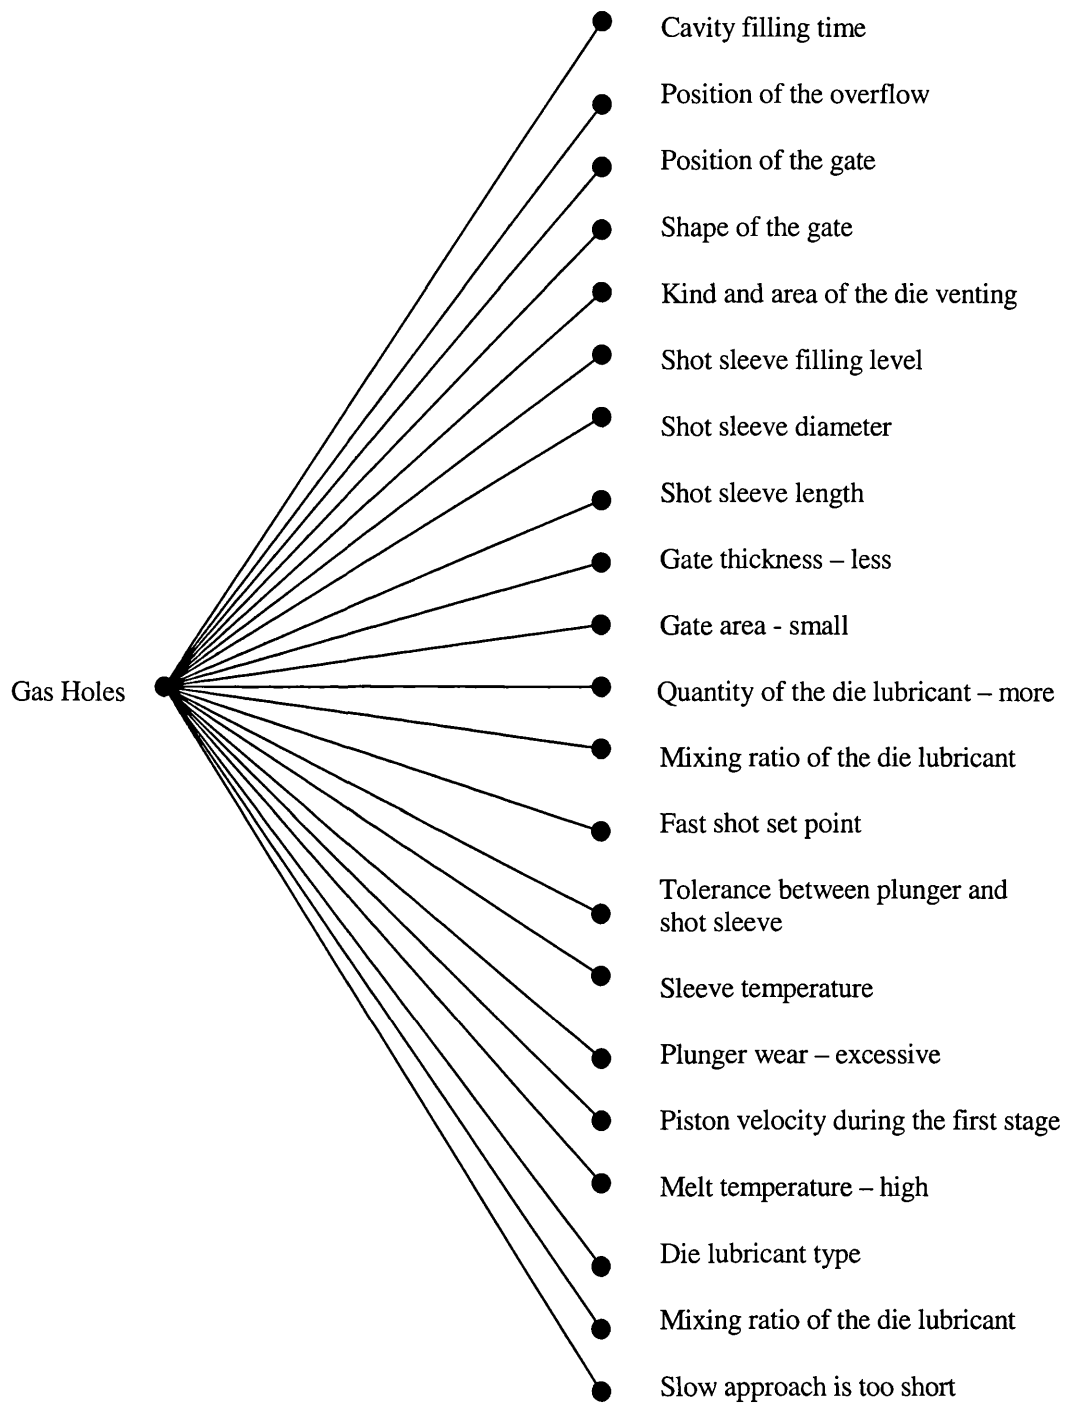 Cavity filling time
Position of the overflow
Position of the gate
Shape of the gate
Kind and area of the die venting
Shot sleeve filling level
Shot sleeve diameter
Shot sleeve length
Gate thickness – less
Gate area - small
Gas Holes
Quantity of the die lubricant – more
Mixing ratio of the die lubricant
Fast shot set point
Tolerance between plunger and
shot sleeve
Sleeve temperature
Plunger wear – excessive
Piston velocity during the first stage
Melt temperature – high
Die lubricant type
Mixing ratio of the die lubricant
Slow approach is too short